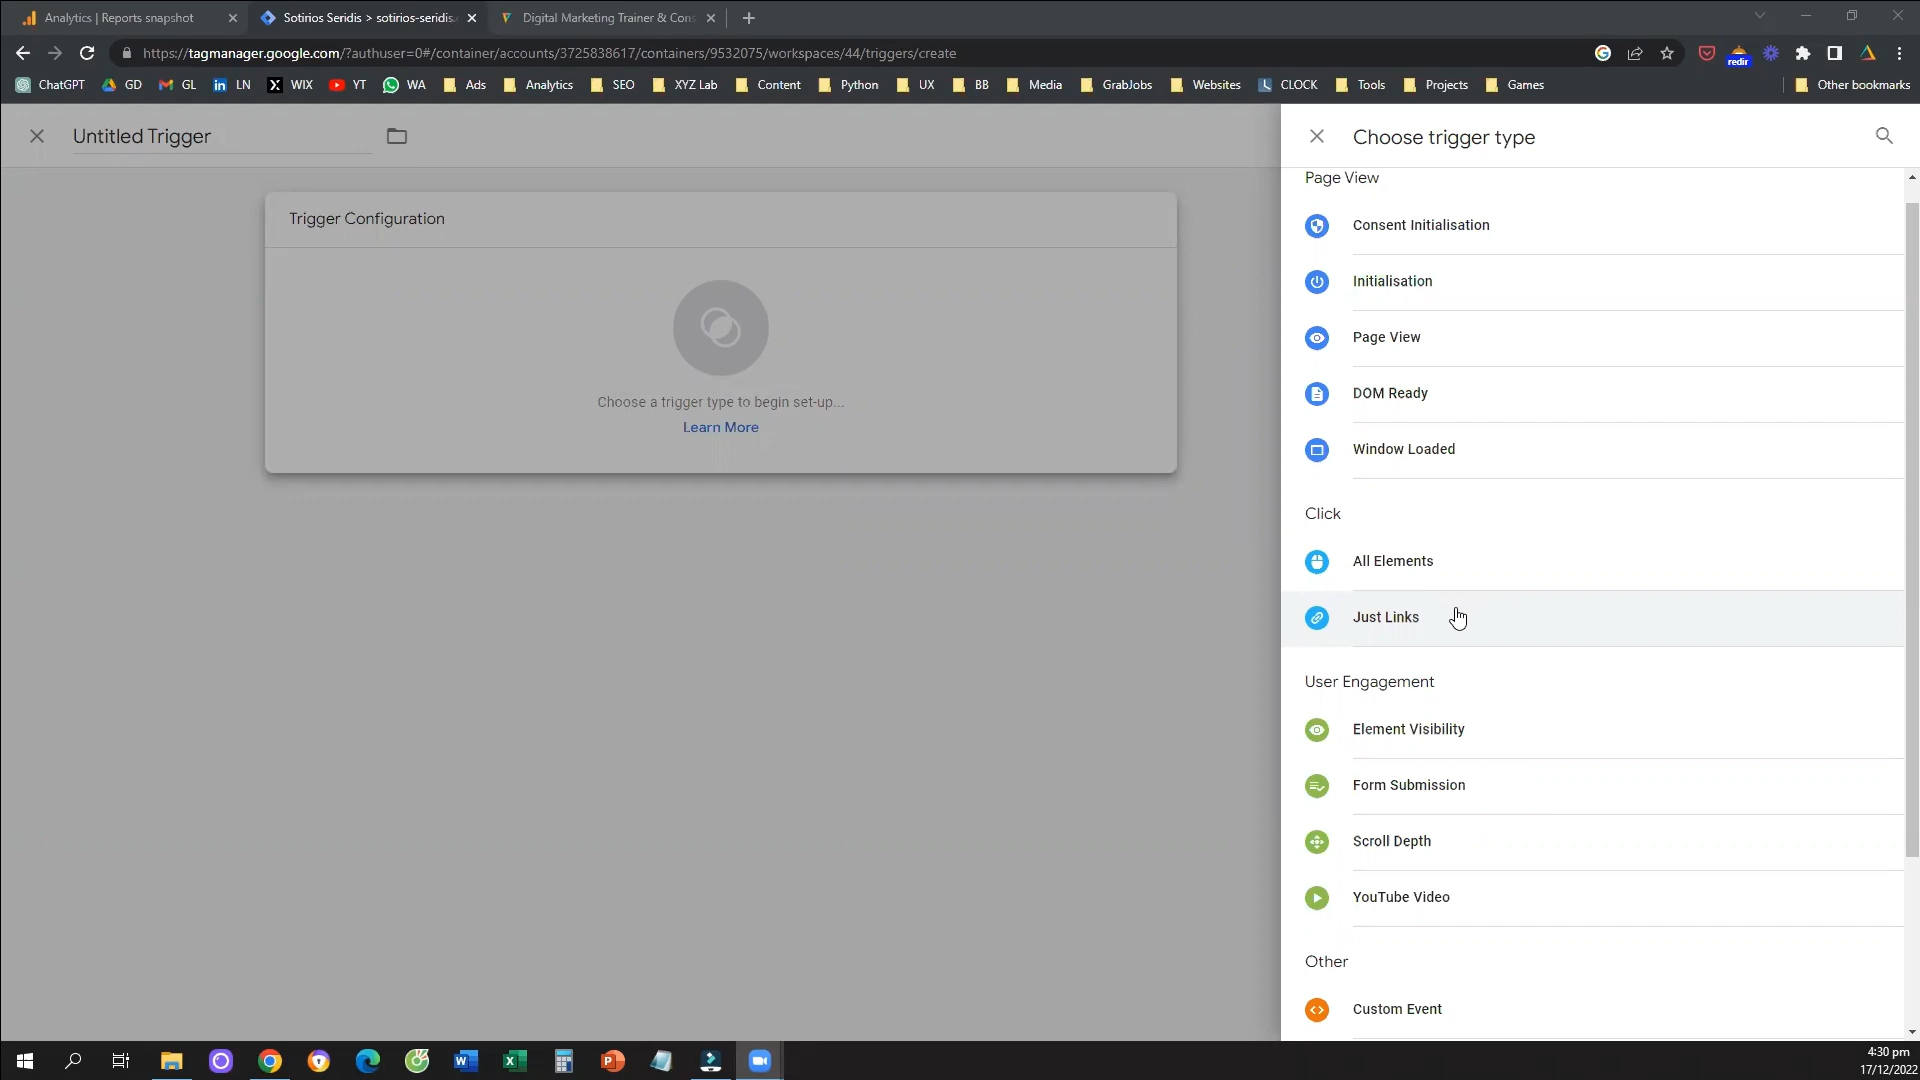 Analytics | Reports snapshot
Sotirios Seridis > sotirios-seridis.
Digital Marketing Trainer & Cons
https://tagmanager.google.com/?authuser=0#/container/accounts/3725838617/containers/9532075/workspaces/44/triggers/create
redir
ChatGPT GD GL LN WIX YT WA Ads Analytics SEO XYZ Lab Content Python UX BB Media GrabJobs Websites CLOCK Tools Projects Games Other bookmarks
Untitled Trigger
Trigger Configuration
Choose a trigger type to begin set-up...
Learn More
Choose trigger type
Page View
Consent Initialisation
Initialisation
Page View
DOM Ready
Window Loaded
Click
All Elements
Just Links
User Engagement
Element Visibility
Form Submission
Scroll Depth
YouTube Video
Other
Custom Event
4:30 pm
17/12/2022